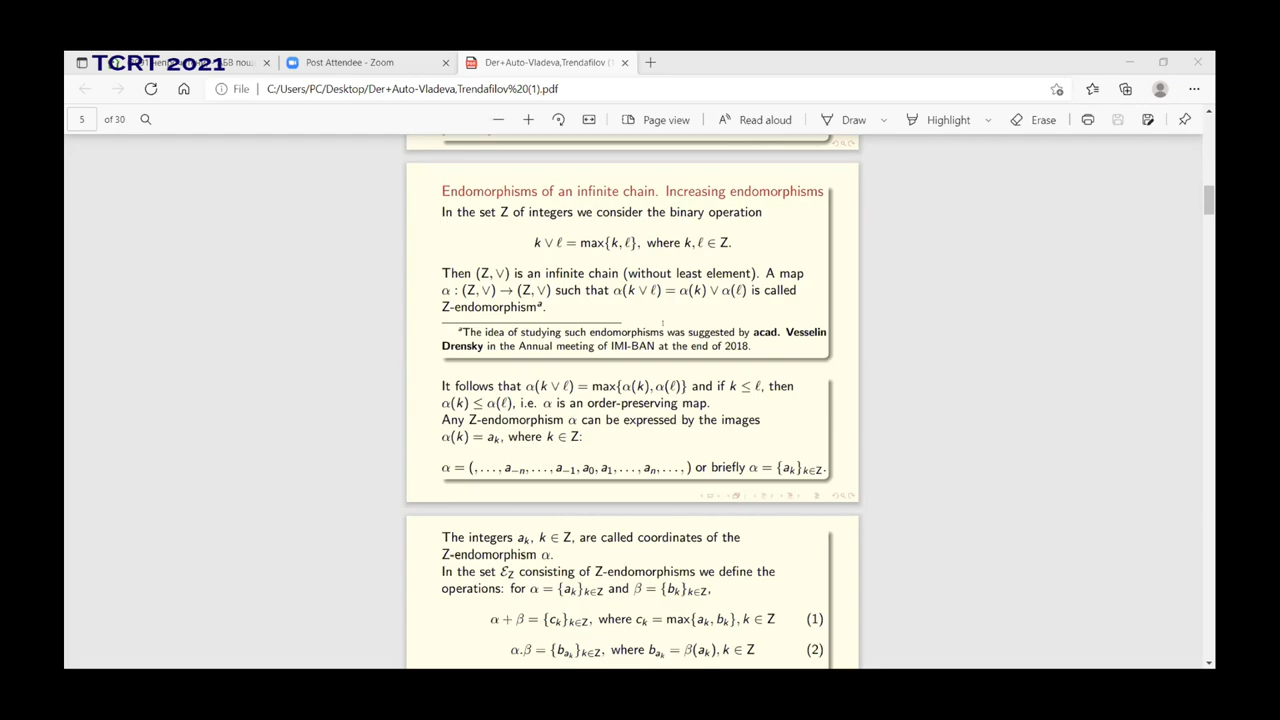 TCRT 2021
Post Attendee - Zoom
Der+Auto-Vladeva,Trendafilov (1
File C:/Users/PC/Desktop/Der+Auto-Vladeva,Trendafilov%20(1).pdf
5 of 30 Page view Read aloud Draw Highlight Erase
Endomorphisms of an infinite chain. Increasing endomorphisms
In the set Z of integers we consider the binary operation
k ∨ ℓ = max{k, ℓ}, where k, ℓ ∈ Z.
Then (Z, ∨) is an infinite chain (without least element). A map
α : (Z, ∨) → (Z, ∨) such that α(k ∨ ℓ) = α(k) ∨ α(ℓ) is called
Z-endomorphismᵃ.
ᵃThe idea of studying such endomorphisms was suggested by acad. Vesselin
Drensky in the Annual meeting of IMI-BAN at the end of 2018.
It follows that α(k ∨ ℓ) = max{α(k), α(ℓ)} and if k ≤ ℓ, then
α(k) ≤ α(ℓ), i.e. α is an order-preserving map.
Any Z-endomorphism α can be expressed by the images
α(k) = aₖ, where k ∈ Z:
α = (, . . . , a₋ₙ, . . . , a₋₁, a₀, a₁, . . . , aₙ, . . . , ) or briefly α = {aₖ}ₖ∈Z.
The integers aₖ, k ∈ Z, are called coordinates of the
Z-endomorphism α.
In the set ℰ_Z consisting of Z-endomorphisms we define the
operations: for α = {aₖ}ₖ∈Z and β = {bₖ}ₖ∈Z,
α + β = {cₖ}ₖ∈Z, where cₖ = max{aₖ, bₖ}, k ∈ Z (1)
α.β = {b_{aₖ}}ₖ∈Z, where b_{aₖ} = β(aₖ), k ∈ Z (2)